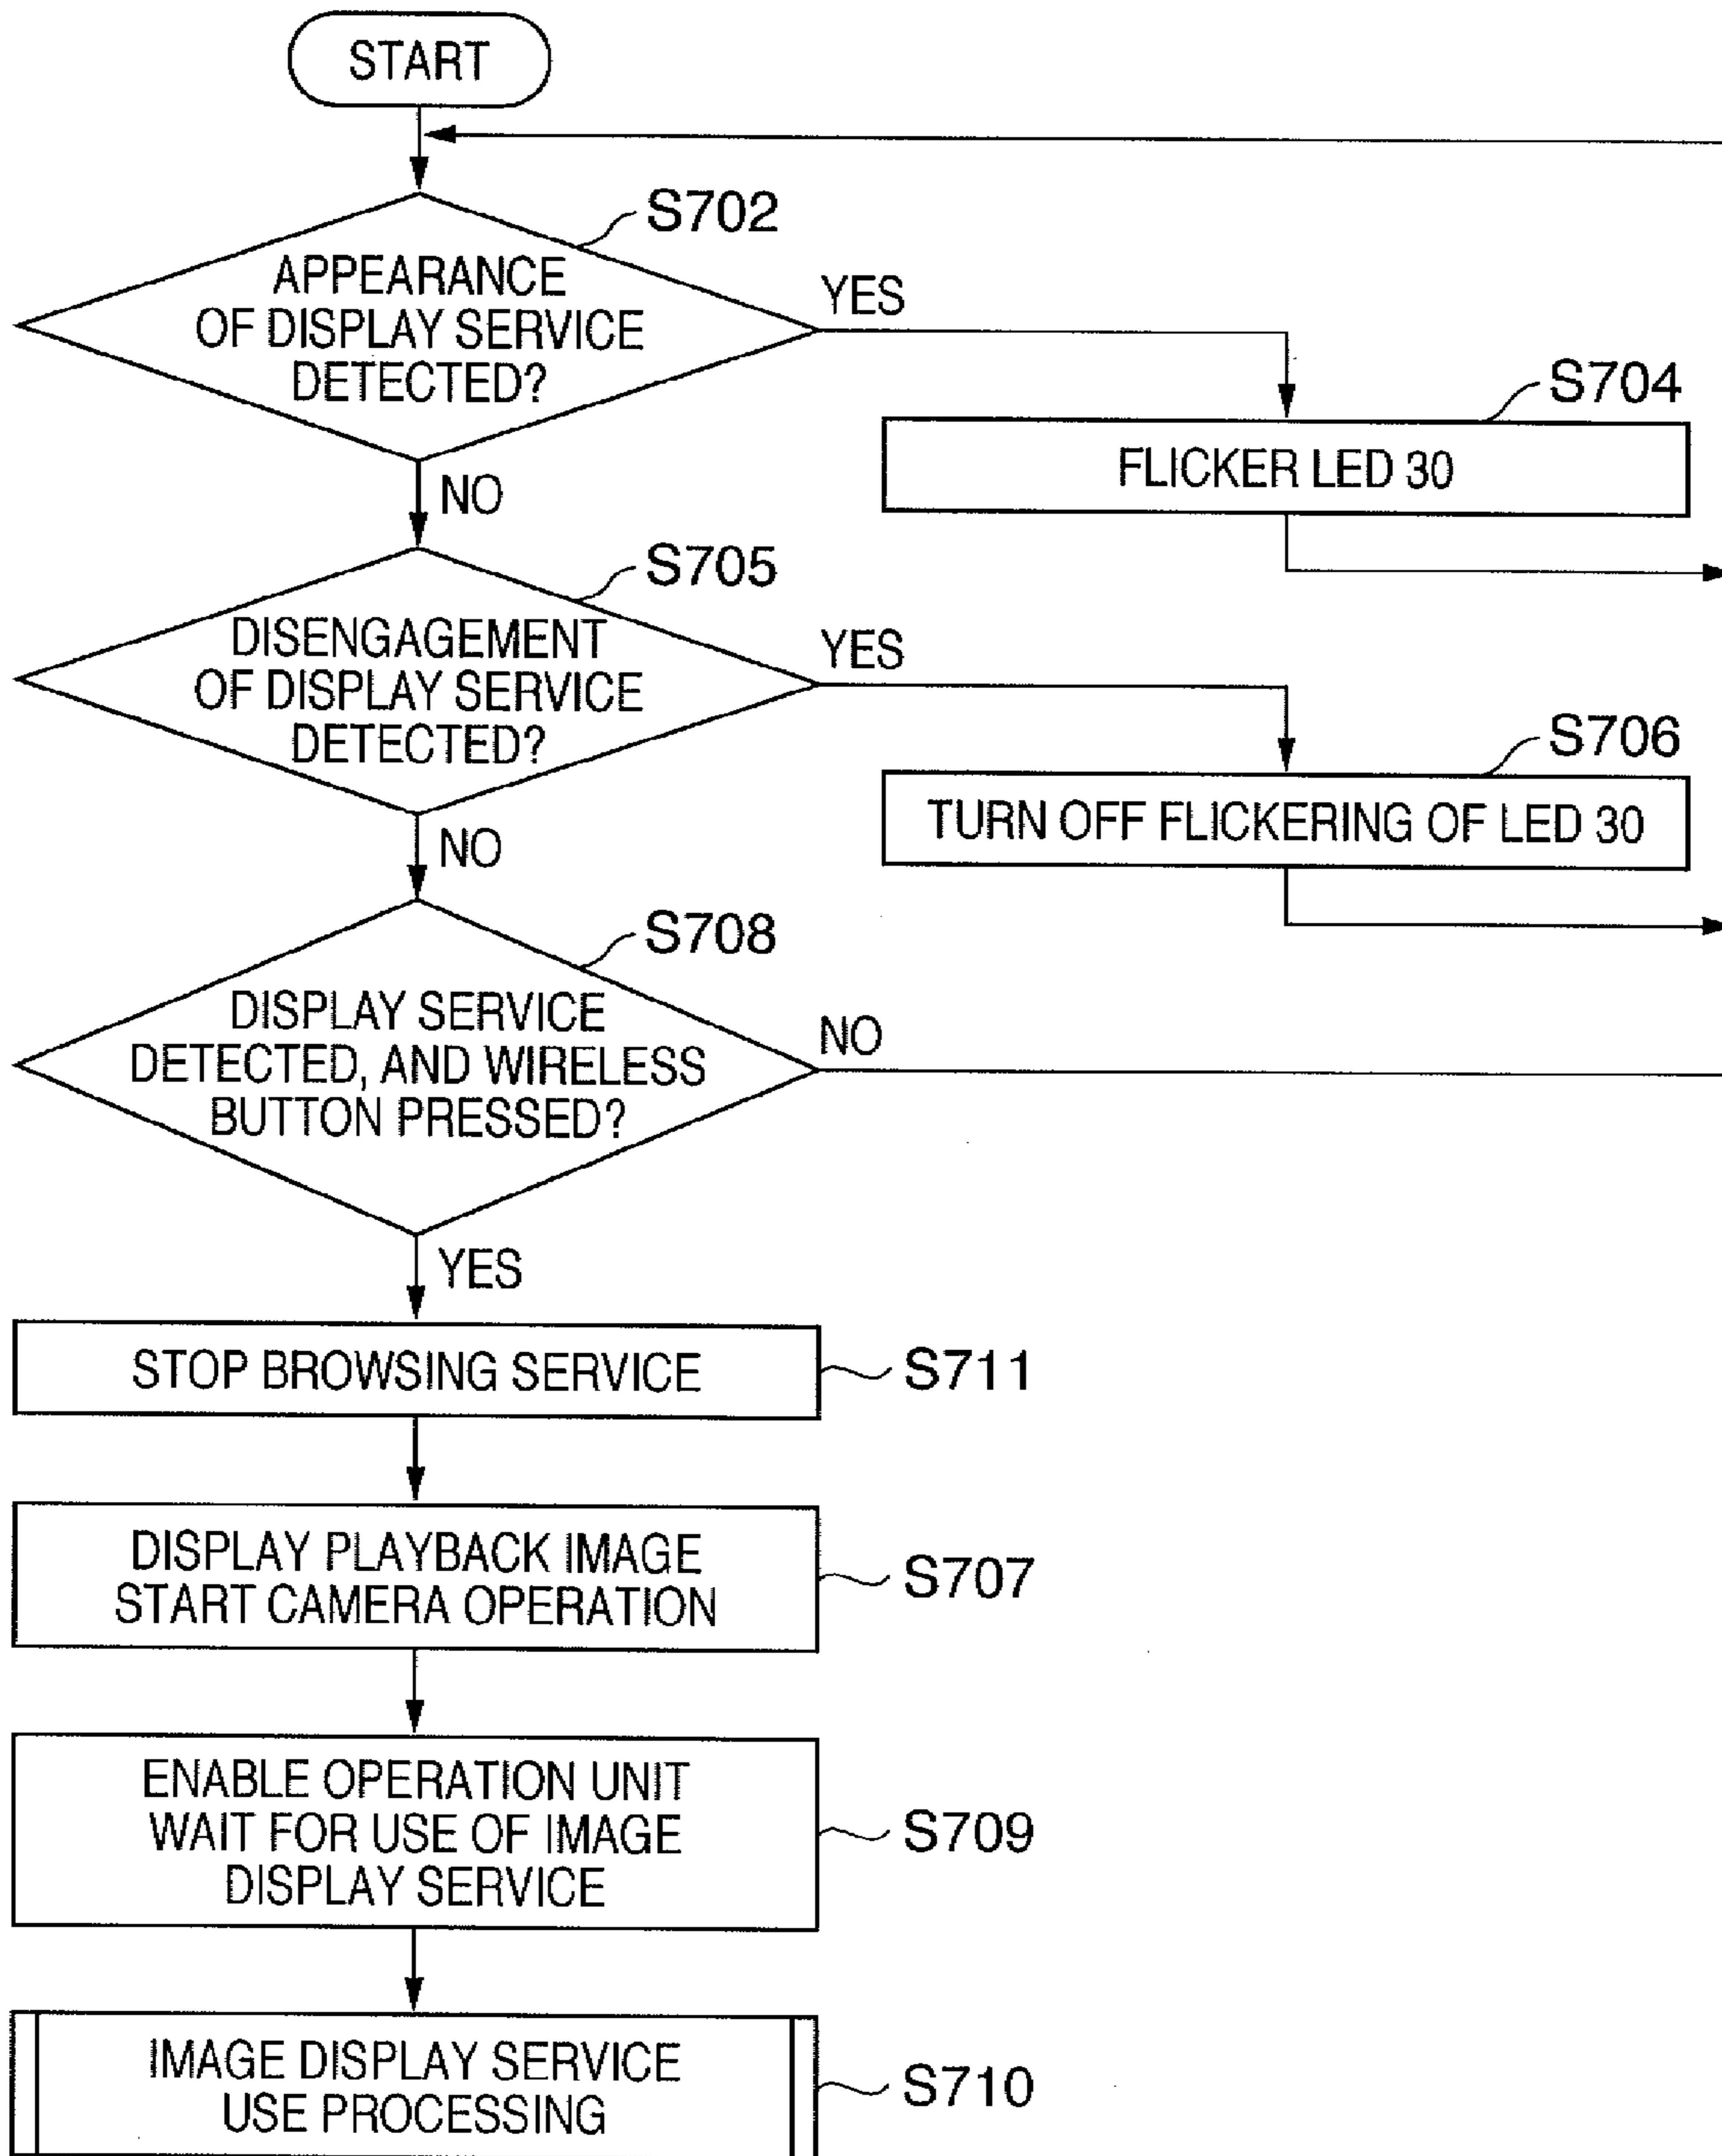 START
S702
APPEARANCE
OF DISPLAY SERVICE
DETECTED?
YES
S704
FLICKER LED 30
NO
S705
DISENGAGEMENT
OF DISPLAY SERVICE
DETECTED?
YES
S706
TURN OFF FLICKERING OF LED 30
NO
S708
DISPLAY SERVICE
DETECTED, AND WIRELESS
BUTTON PRESSED?
NO
YES
STOP BROWSING SERVICE
S711
DISPLAY PLAYBACK IMAGE
START CAMERA OPERATION
S707
ENABLE OPERATION UNIT
WAIT FOR USE OF IMAGE
DISPLAY SERVICE
S709
IMAGE DISPLAY SERVICE
USE PROCESSING
S710